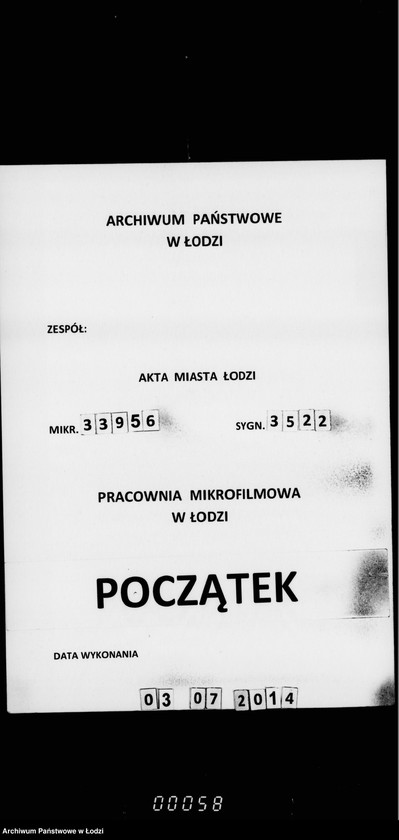 ARCHIWUM PAŃSTWOWE
W ŁODZI
ZESPÓŁ:
AKTA MIASTA ŁODZI
MIKR. 33956 SYGN. 3522
PRACOWNIA MIKROFILMOWA
W ŁODZI
POCZĄTEK
DATA WYKONANIA
03 07 2014
00058
Archiwum Państwowe w Łodzi